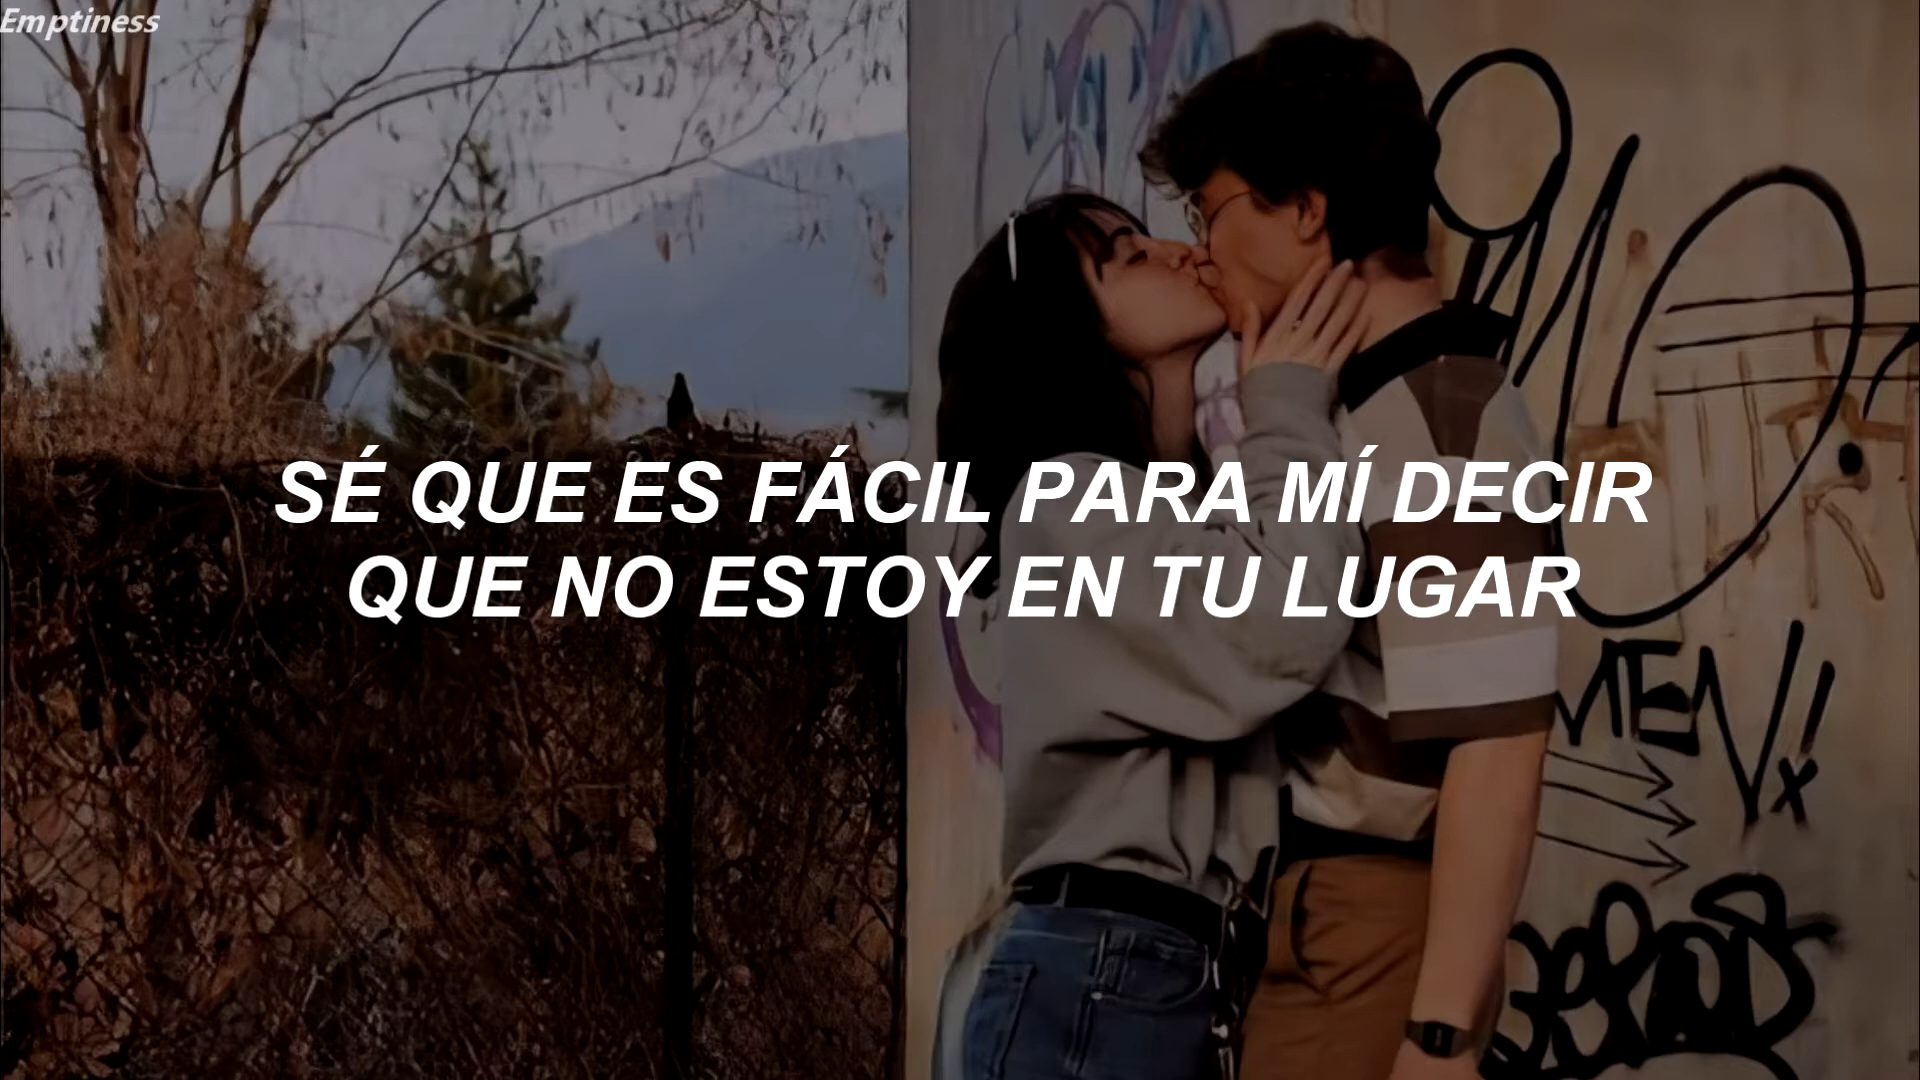 Emptiness
SÉ QUE ES FÁCIL PARA MÍ DECIR
QUE NO ESTOY EN TU LUGAR